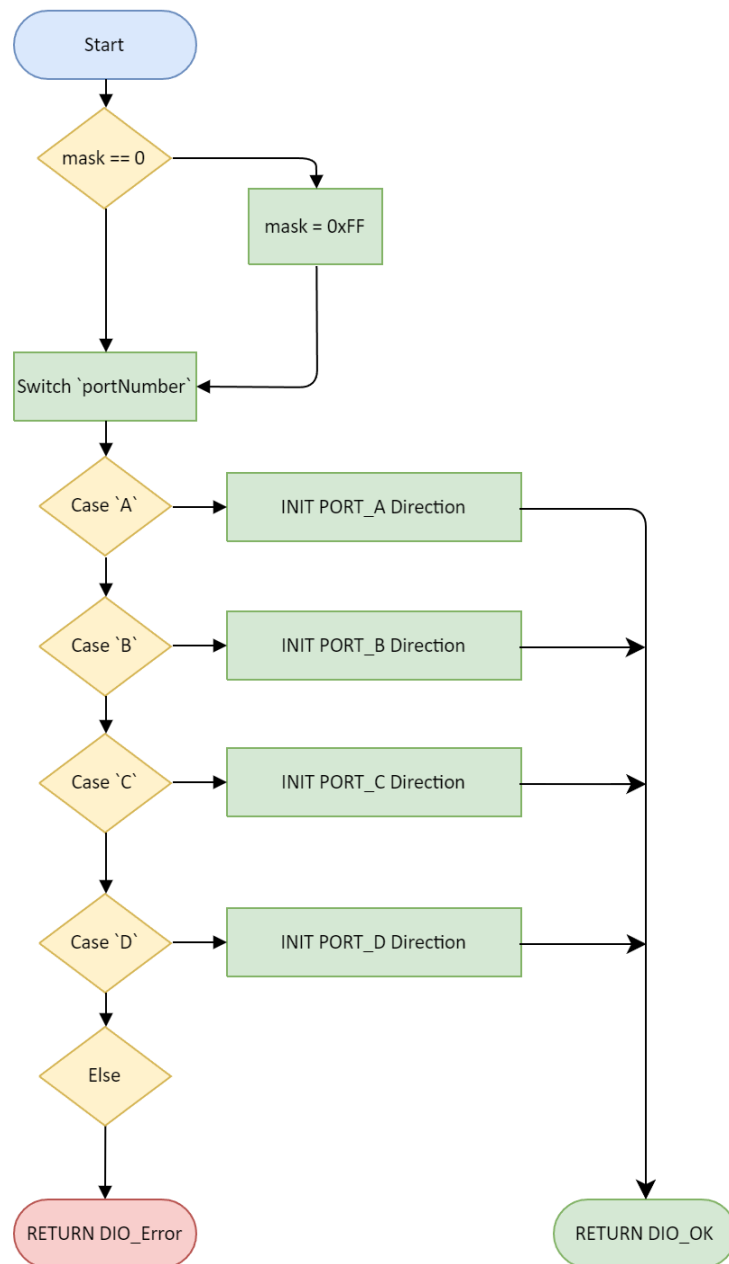 Start
mask == 0
mask = 0xFF
Switch `portNumber`
Case `A`
INIT PORT_A Direction
Case `B`
INIT PORT_B Direction
Case `C`
INIT PORT_C Direction
Case `D`
INIT PORT_D Direction
Else
RETURN DIO_Error
RETURN DIO_OK